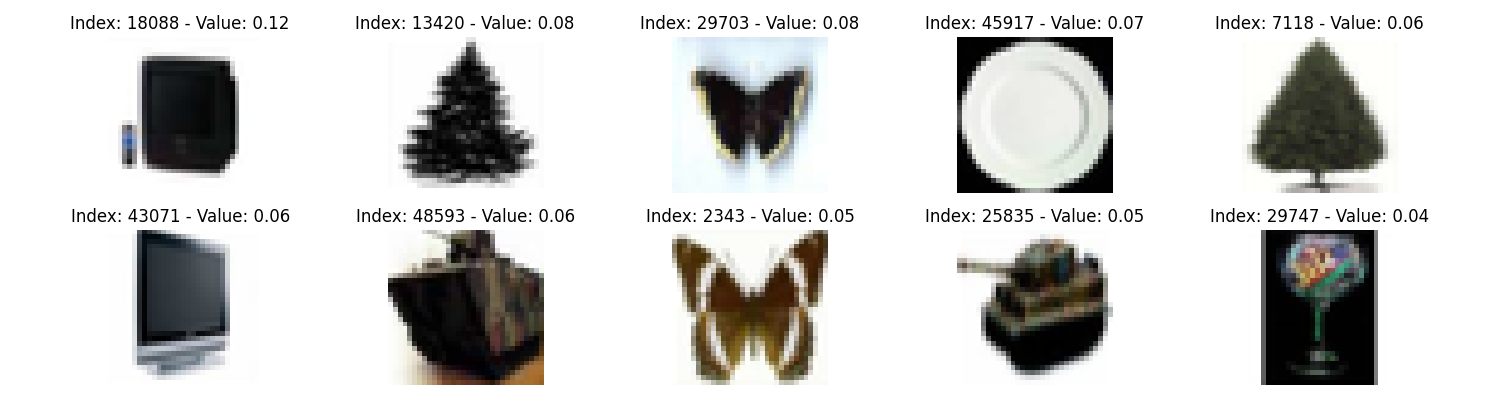 Index: 18088 - Value: 0.12
Index: 13420 - Value: 0.08
Index: 29703 - Value: 0.08
Index: 45917 - Value: 0.07
Index: 7118 - Value: 0.06
Index: 43071 - Value: 0.06
Index: 48593 - Value: 0.06
Index: 2343 - Value: 0.05
Index: 25835 - Value: 0.05
Index: 29747 - Value: 0.04